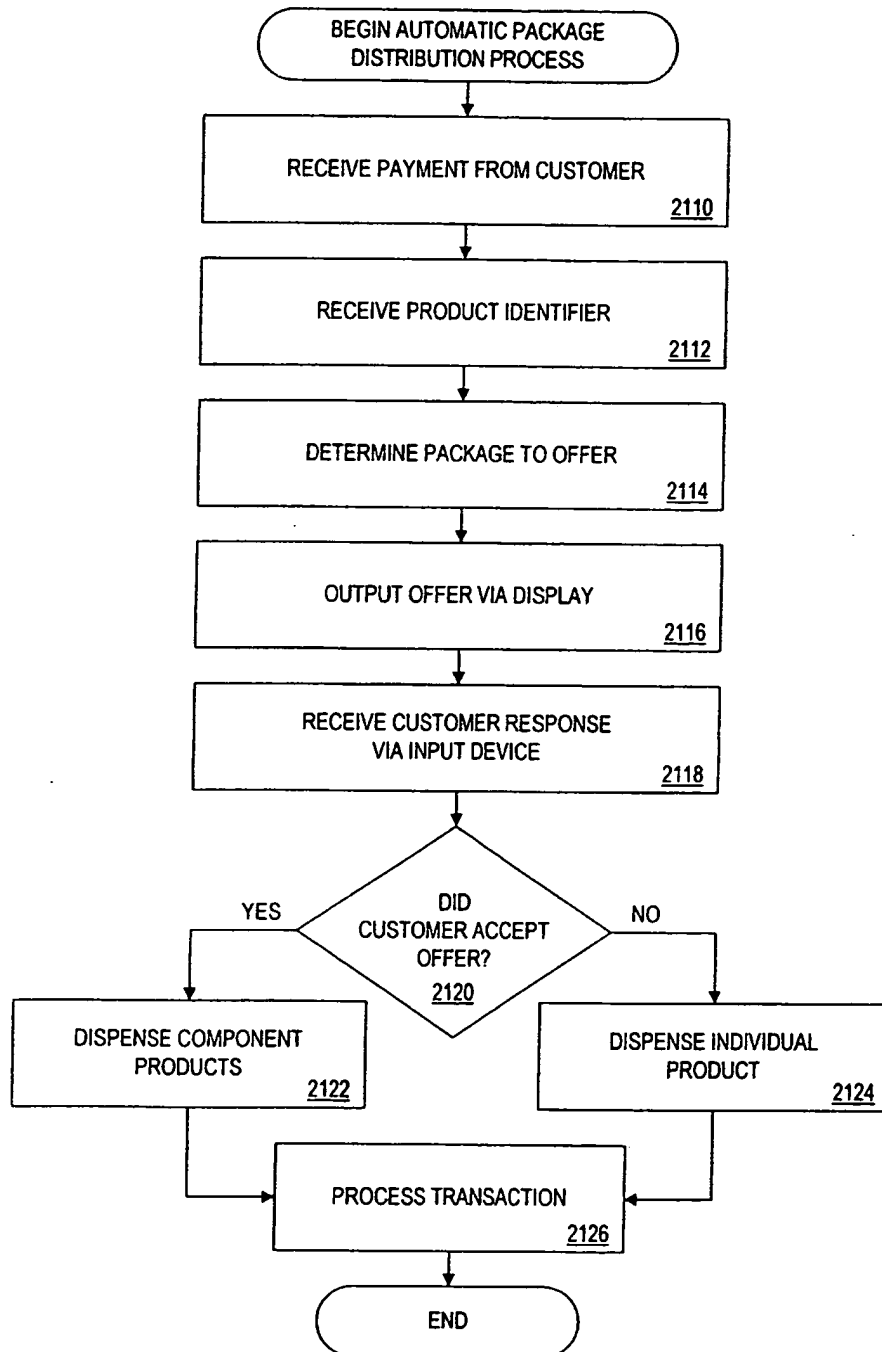 BEGIN AUTOMATIC PACKAGE
DISTRIBUTION PROCESS
RECEIVE PAYMENT FROM CUSTOMER
2110
RECEIVE PRODUCT IDENTIFIER
2112
DETERMINE PACKAGE TO OFFER
2114
OUTPUT OFFER VIA DISPLAY
2116
RECEIVE CUSTOMER RESPONSE
VIA INPUT DEVICE
2118
YES
DID
CUSTOMER ACCEPT
OFFER?
2120
NO
DISPENSE COMPONENT
PRODUCTS
2122
DISPENSE INDIVIDUAL
PRODUCT
2124
PROCESS TRANSACTION
2126
END